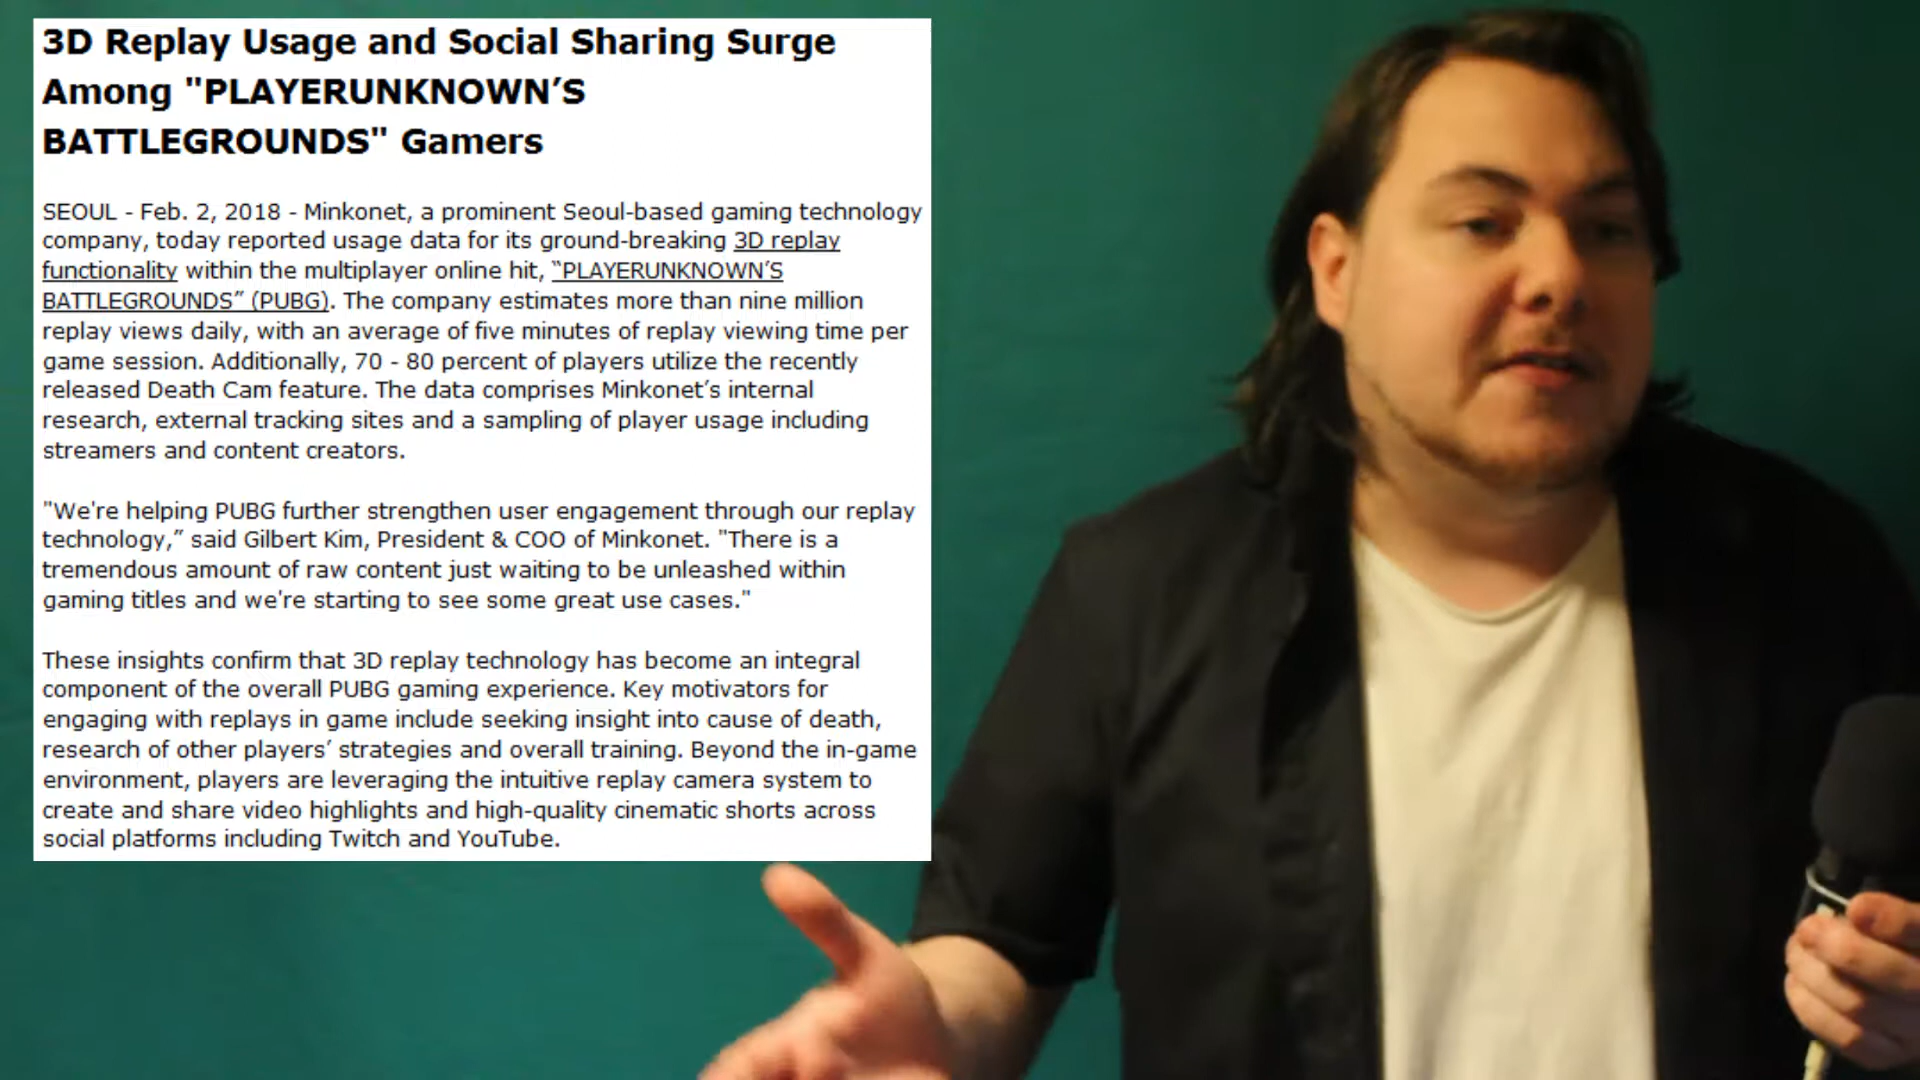 3D Replay Usage and Social Sharing Surge
Among "PLAYERUNKNOWN’S
BATTLEGROUNDS" Gamers
SEOUL - Feb. 2, 2018 - Minkonet, a prominent Seoul-based gaming technology
company, today reported usage data for its ground-breaking 3D replay
functionality within the multiplayer online hit, “PLAYERUNKNOWN’S
BATTLEGROUNDS” (PUBG). The company estimates more than nine million
replay views daily, with an average of five minutes of replay viewing time per
game session. Additionally, 70 - 80 percent of players utilize the recently
released Death Cam feature. The data comprises Minkonet’s internal
research, external tracking sites and a sampling of player usage including
streamers and content creators.
"We're helping PUBG further strengthen user engagement through our replay
technology,” said Gilbert Kim, President & COO of Minkonet. "There is a
tremendous amount of raw content just waiting to be unleashed within
gaming titles and we're starting to see some great use cases."
These insights confirm that 3D replay technology has become an integral
component of the overall PUBG gaming experience. Key motivators for
engaging with replays in game include seeking insight into cause of death,
research of other players’ strategies and overall training. Beyond the in-game
environment, players are leveraging the intuitive replay camera system to
create and share video highlights and high-quality cinematic shorts across
social platforms including Twitch and YouTube.